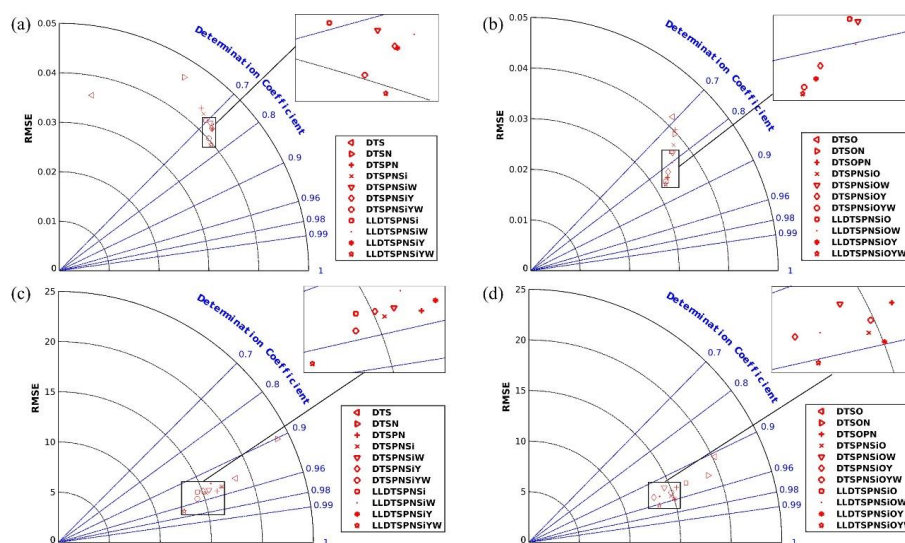 (a)
RMSE
0.05
0.04
0.03
0.02
0.01
0
Determination Coefficient
0.7
0.8
0.9
0.96
0.98
0.99
1
DTS
DTSN
DTSPN
DTSPNSi
DTSPNSiW
DTSPNSiY
DTSPNSiYW
LLDTSPNSi
LLDTSPNSiW
LLDTSPNSiY
LLDTSPNSiYW
(b)
RMSE
0.05
0.04
0.03
0.02
0.01
0
Determination Coefficient
0.7
0.8
0.9
0.96
0.98
0.99
1
DTSO
DTSON
DTSOPN
DTSPNSiO
DTSPNSiOW
DTSPNSiOY
DTSPNSiOYW
LLDTSPNSiO
LLDTSPNSiOW
LLDTSPNSiOY
LLDTSPNSiOYW
(c)
RMSE
25
20
15
10
5
0
Determination Coefficient
0.7
0.8
0.9
0.96
0.98
0.99
1
DTS
DTSN
DTSPN
DTSPNSi
DTSPNSiW
DTSPNSiY
DTSPNSiYW
LLDTSPNSi
LLDTSPNSiW
LLDTSPNSiY
LLDTSPNSiYW
(d)
RMSE
25
20
15
10
5
0
Determination Coefficient
0.7
0.8
0.9
0.96
0.98
0.99
1
DTSO
DTSON
DTSOPN
DTSPNSiO
DTSPNSiOW
DTSPNSiOY
DTSPNSiOYW
LLDTSPNSiO
LLDTSPNSiOW
LLDTSPNSiOY
LLDTSPNSiOYW